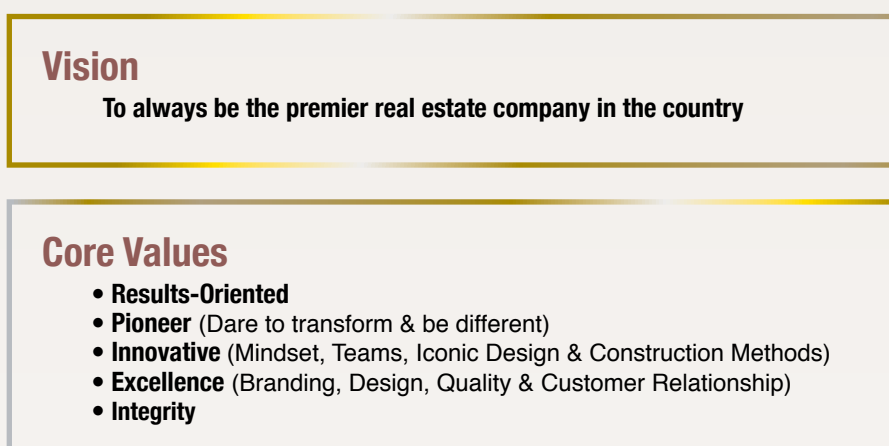 Vision
To always be the premier real estate company in the country
Core Values
• Results-Oriented
• Pioneer (Dare to transform & be different)
• Innovative (Mindset, Teams, Iconic Design & Construction Methods)
• Excellence (Branding, Design, Quality & Customer Relationship)
• Integrity